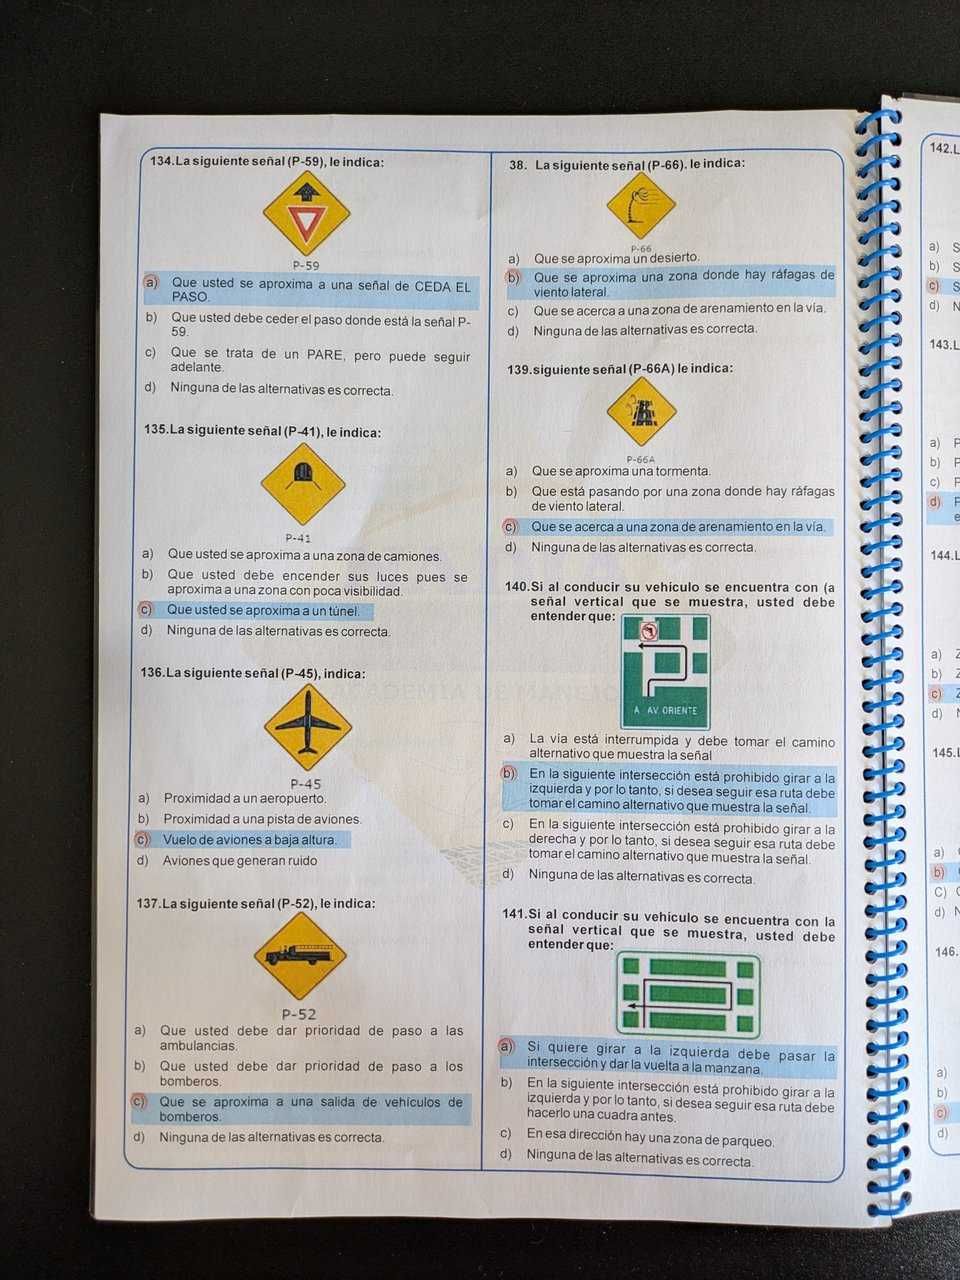 134.La siguiente señal (P-59), le indica:
P-59
a) Que usted se aproxima a una señal de CEDA EL
PASO.
b) Que usted debe ceder el paso donde está la señal P-
59.
c) Que se trata de un PARE, pero puede seguir
adelante.
d) Ninguna de las alternativas es correcta.
135.La siguiente señal (P-41), le indica:
P-41
a) Que usted se aproxima a una zona de camiones.
b) Que usted debe encender sus luces pues se
aproxima a una zona con poca visibilidad.
c) Que usted se aproxima a un túnel.
d) Ninguna de las alternativas es correcta.
136.La siguiente señal (P-45), indica:
P-45
a) Proximidad a un aeropuerto.
b) Proximidad a una pista de aviones.
c) Vuelo de aviones a baja altura.
d) Aviones que generan ruido
137.La siguiente señal (P-52), le indica:
P-52
a) Que usted debe dar prioridad de paso a las
ambulancias.
b) Que usted debe dar prioridad de paso a los
bomberos.
c) Que se aproxima a una salida de vehículos de
bomberos.
d) Ninguna de las alternativas es correcta.
38. La siguiente señal (P-66). le indica:
P-66
a) Que se aproxima un desierto.
b) Que se aproxima una zona donde hay ráfagas de
viento lateral.
c) Que se acerca a una zona de arenamiento en la vía.
d) Ninguna de las alternativas es correcta.
139.siguiente señal (P-66A) le indica:
P-66A
a) Que se aproxima una tormenta.
b) Que está pasando por una zona donde hay ráfagas
de viento lateral.
c) Que se acerca a una zona de arenamiento en la vía.
d) Ninguna de las alternativas es correcta.
140.Si al conducir su vehículo se encuentra con (a
señal vertical que se muestra, usted debe
entender que:
A AV. ORIENTE
a) La vía está interrumpida y debe tomar el camino
alternativo que muestra la señal
b) En la siguiente intersección está prohibido girar a la
izquierda y por lo tanto, si desea seguir esa ruta debe
tomar el camino alternativo que muestra la señal.
c) En la siguiente intersección está prohibido girar a la
derecha y por lo tanto, si desea seguir esa ruta debe
tomar el camino alternativo que muestra la señal.
d) Ninguna de las alternativas es correcta.
141.Si al conducir su vehículo se encuentra con la
señal vertical que se muestra, usted debe
entender que:
a) Si quiere girar a la izquierda debe pasar la
intersección y dar la vuelta a la manzana.
b) En la siguiente intersección está prohibido girar a la
izquierda y por lo tanto, si desea seguir esa ruta debe
hacerlo una cuadra antes.
c) En esa dirección hay una zona de parqueo.
d) Ninguna de las alternativas es correcta.
142.L
a) S
b) S
c) S
d) N
143.L
a) P
b) P
c) P
d) P
e
144.L
a) Z
b) Z
c) Z
d) N
145.L
a)
b)
C) C
d) N
146.
a)
b)
c)
d)